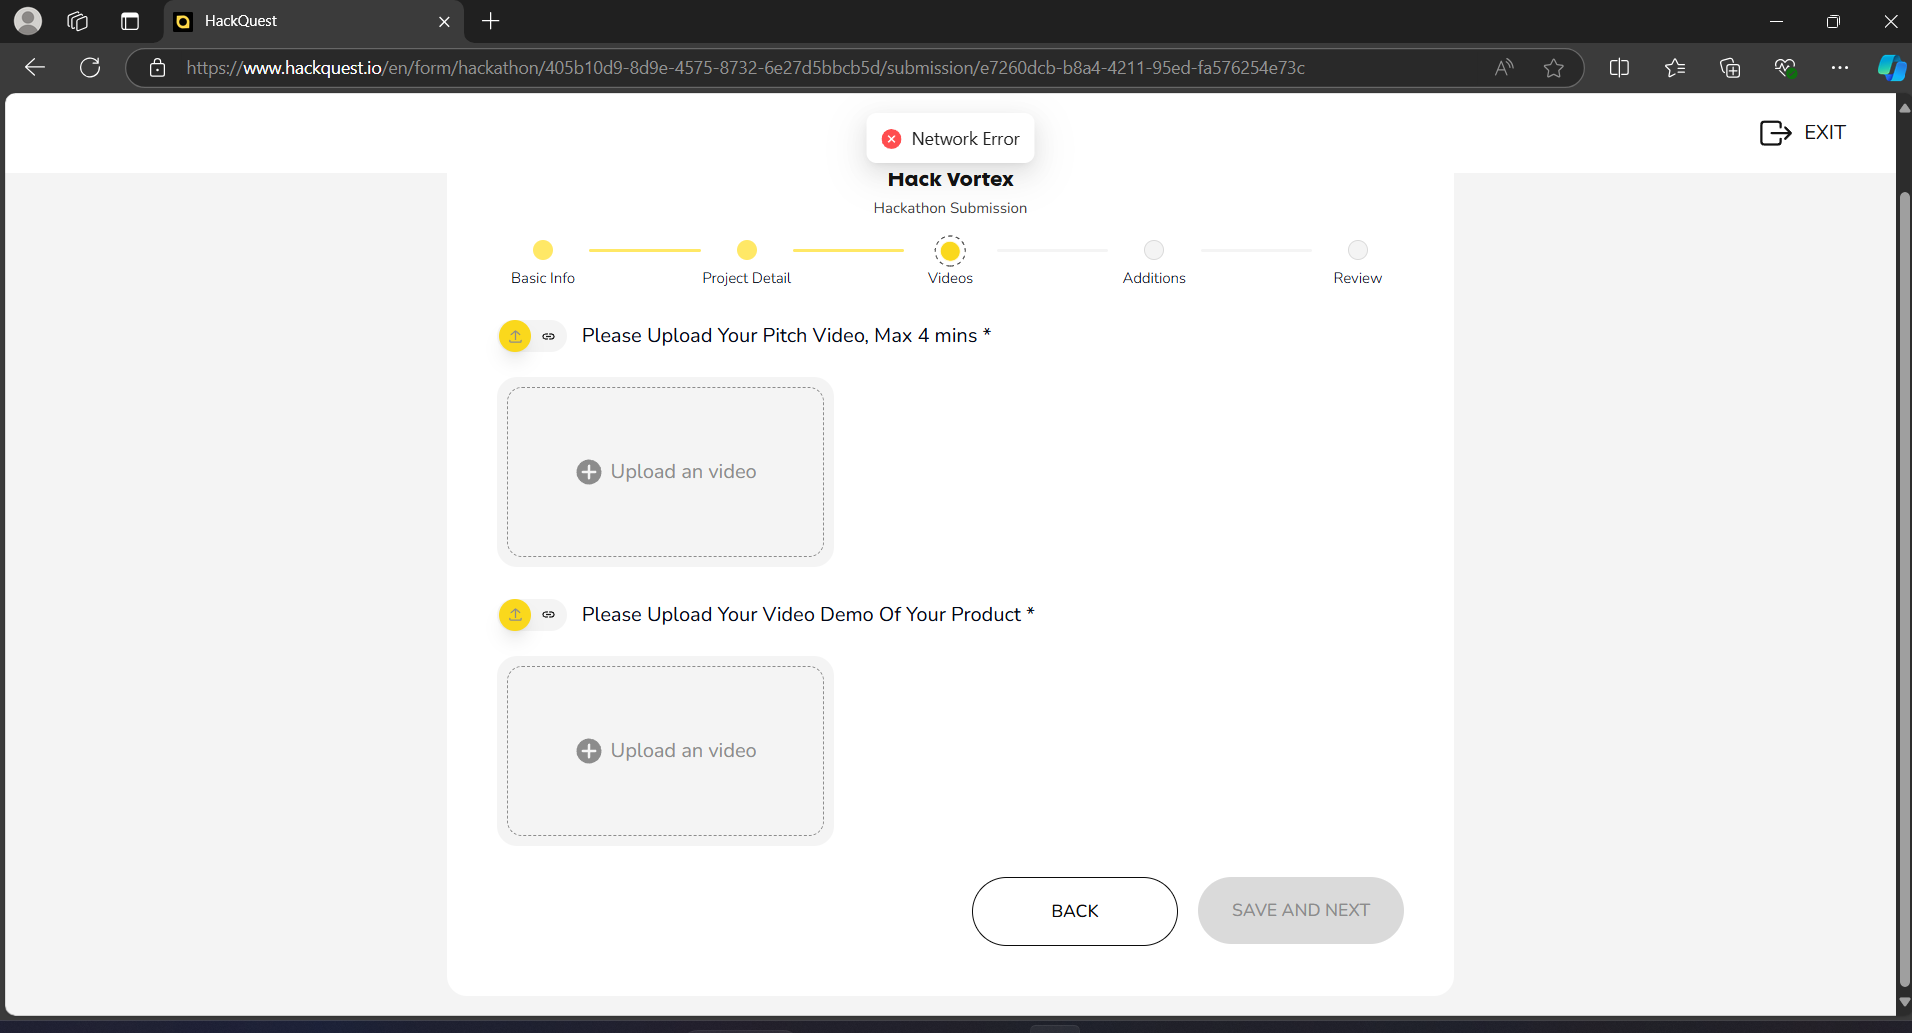 HackQuest
https://www.hackquest.io/en/form/hackathon/405b10d9-8d9e-4575-8732-6e27d5bbcb5d/submission/e7260dcb-b8a4-4211-95ed-fa576254e73c
Network Error
EXIT
Hack Vortex
Hackathon Submission
Basic Info
Project Detail
Videos
Additions
Review
Please Upload Your Pitch Video, Max 4 mins *
Upload an video
Please Upload Your Video Demo Of Your Product *
Upload an video
BACK
SAVE AND NEXT